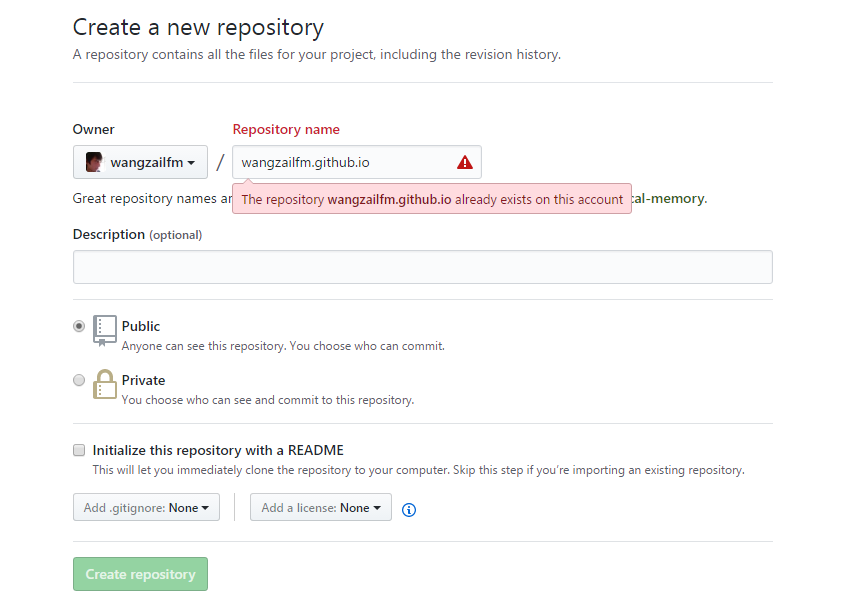 Create a new repository
A repository contains all the files for your project, including the revision history.
Owner
Repository name
wangzailfm
/
wangzailfm.github.io
Great repository names
cal-memory.
The repository wangzailfm.github.io already exists on this account
Description (optional)
Public
Anyone can see this repository. You choose who can commit.
Private
You choose who can see and commit to this repository.
Initialize this repository with a README
This will let you immediately clone the repository to your computer. Skip this step if you're importing an existing repository.
Add .gitignore: None
Add a license: None
Create repository